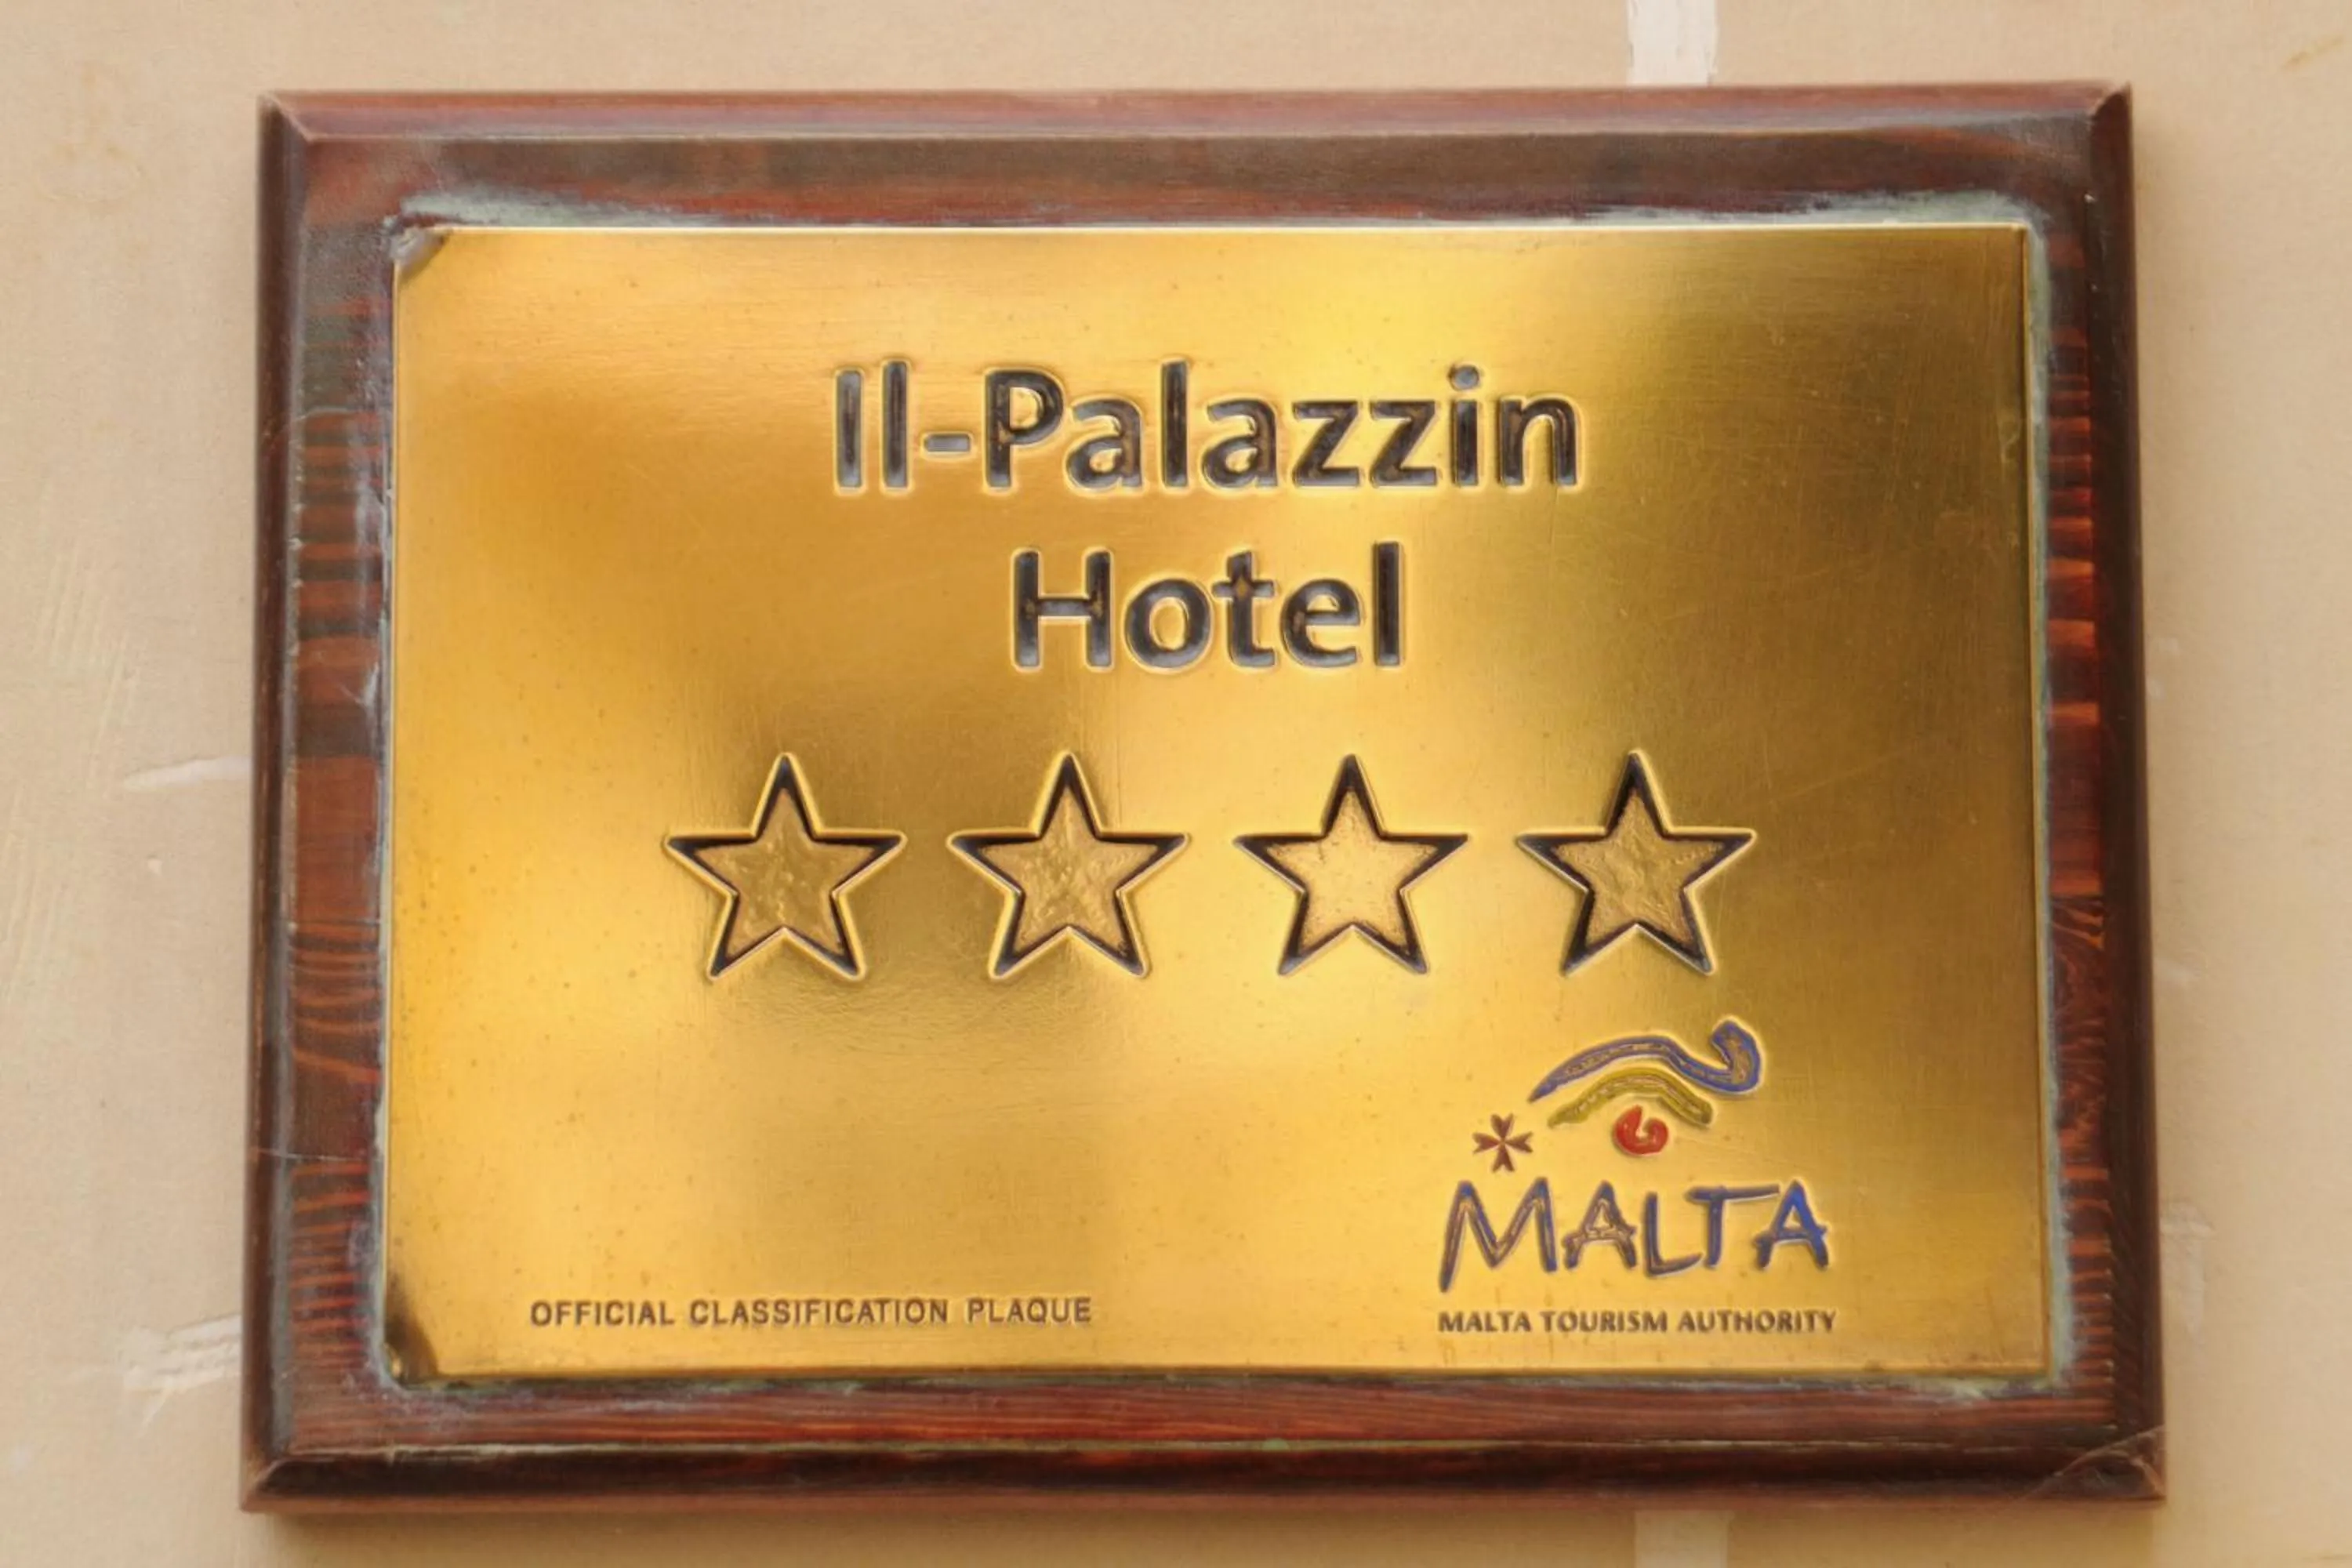 Il-Palazzin
Hotel
MALTA
OFFICIAL CLASSIFICATION PLAQUE
MALTA TOURISM AUTHORITY